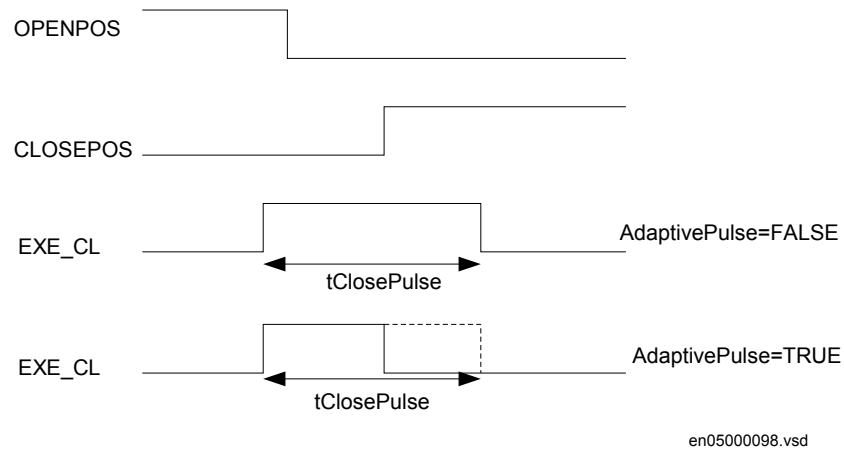 OPENPOS
CLOSEPOS
EXE_CL
AdaptivePulse=FALSE
tClosePulse
EXE_CL
AdaptivePulse=TRUE
tClosePulse
en05000098.vsd